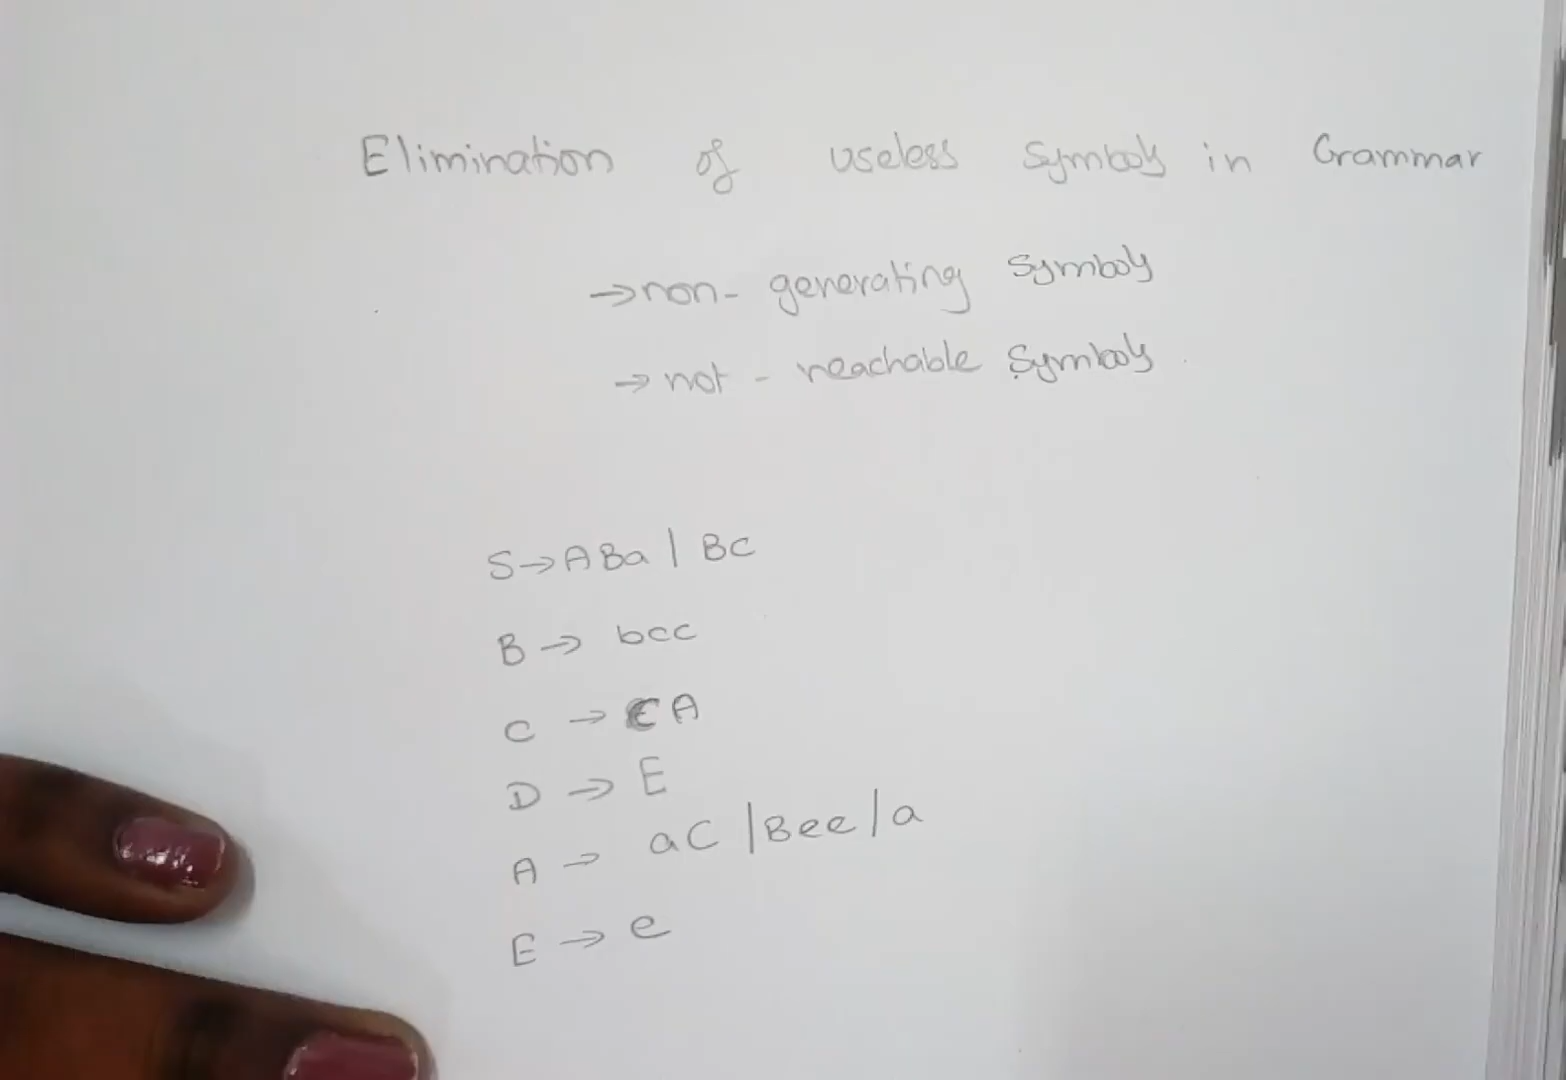 Elimination of useless symbols in Grammar
→ non - generating symbols
→ not - reachable symbols.
S → ABa | BC
B → bcc
C → CA
D → E
A → aC | Bee | a
E → e